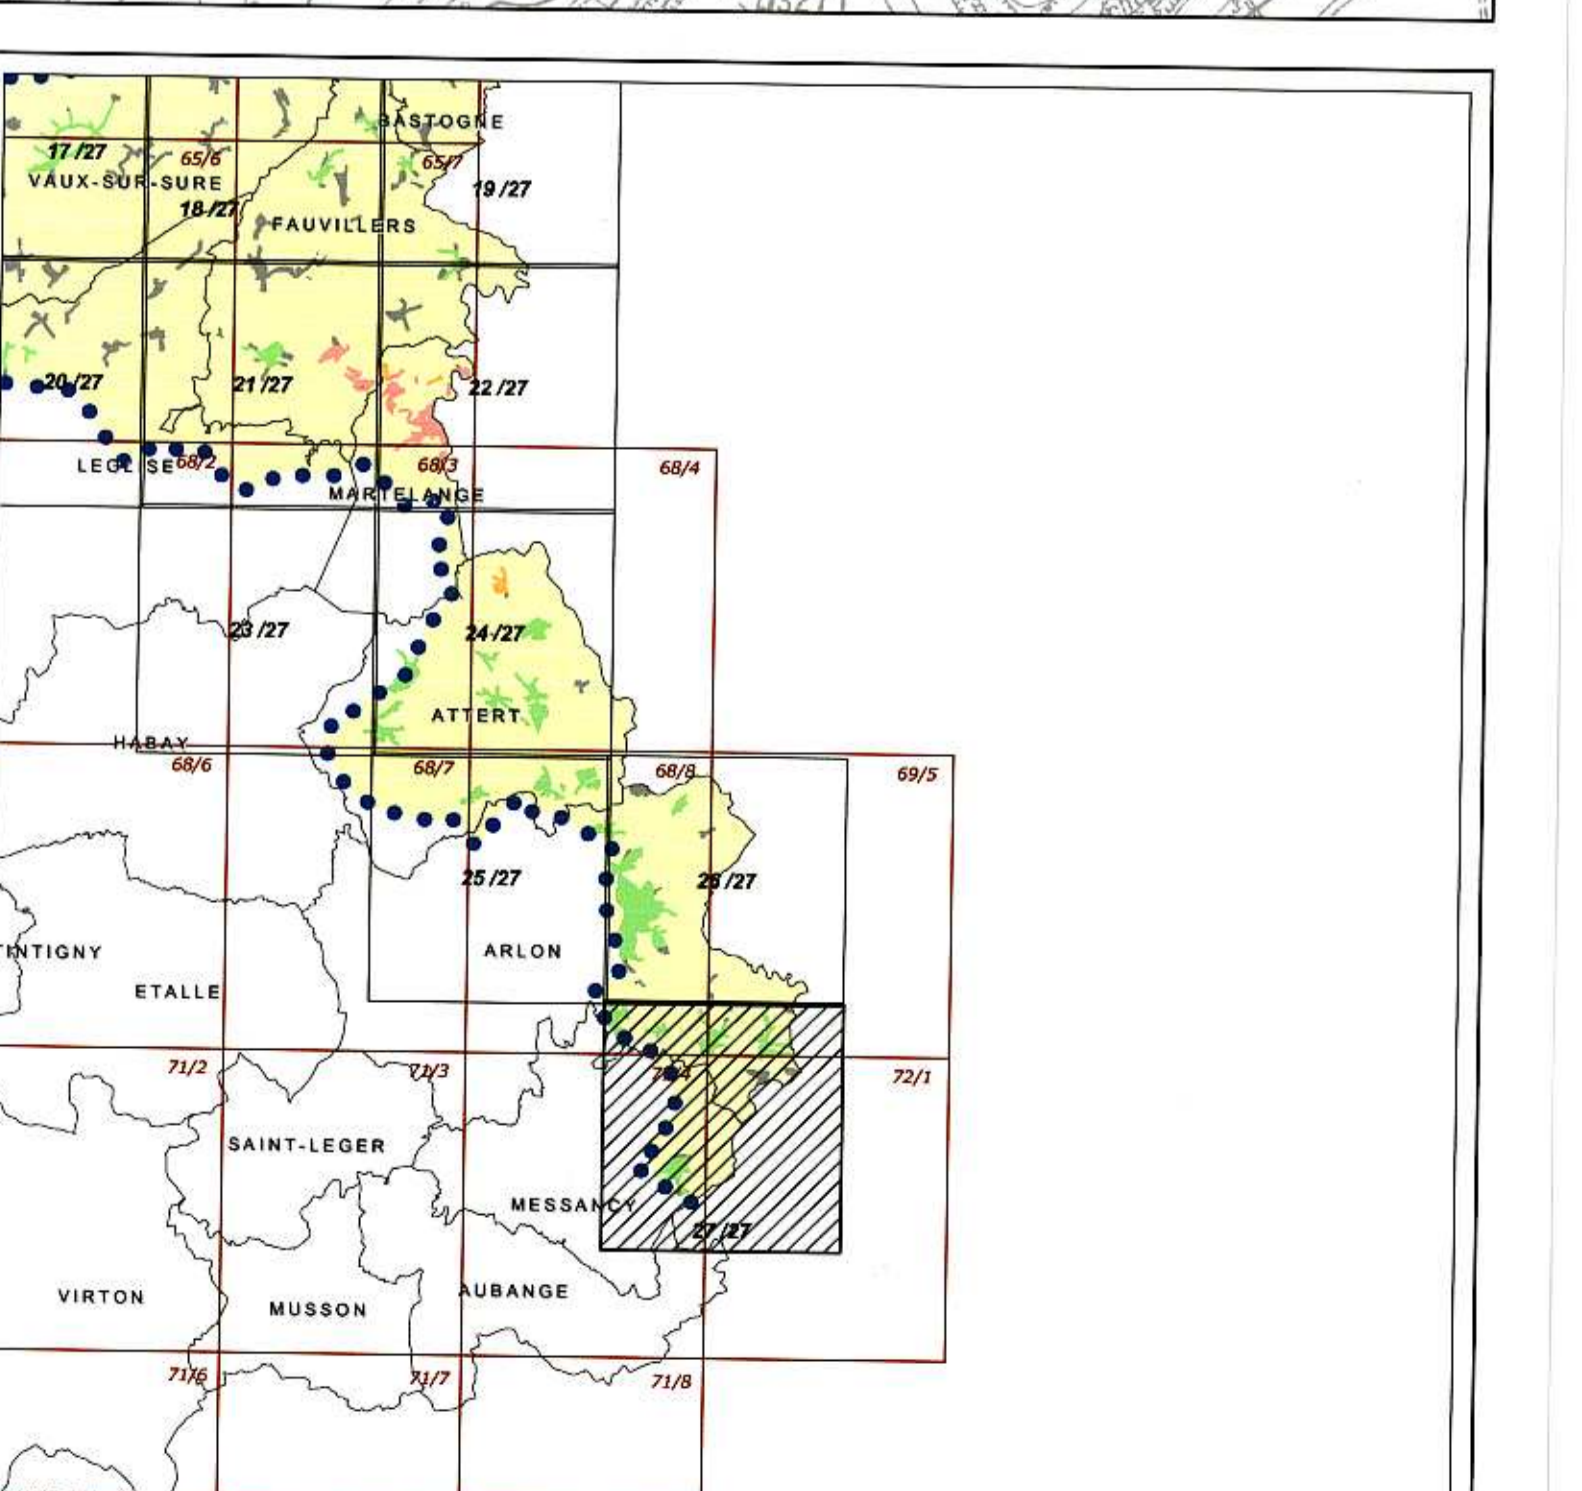 BASTOGNE
17 /27
65/6
65/7
VAUX-SUR-SURE
19 /27
18 /27
FAUVILLERS
20 /27
21 /27
22 /27
LEGLISE
68/2
68/3
68/4
MARTELANGE
23 /27
24 /27
ATTERT
HABAY
68/6
68/7
68/8
69/5
25 /27
26 /27
TINTIGNY
ARLON
ETALLE
71/2
71/3
71/4
72/1
SAINT-LEGER
MESSANCY
27 /27
VIRTON
MUSSON
AUBANGE
71/6
71/7
71/8